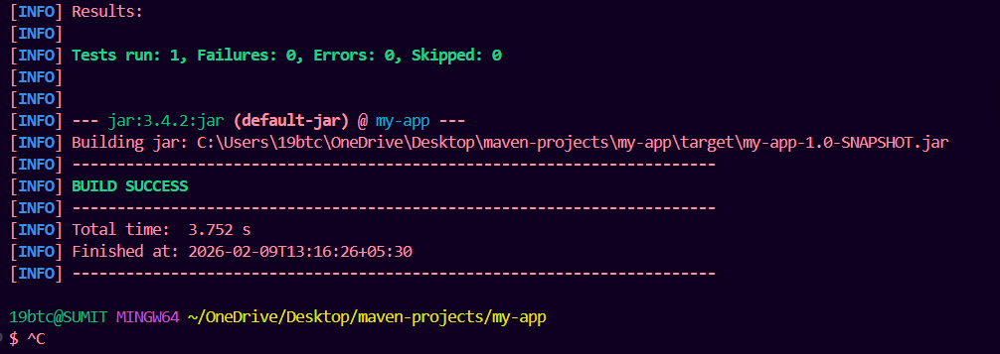 [INFO] Results:
[INFO]
[INFO] Tests run: 1, Failures: 0, Errors: 0, Skipped: 0
[INFO]
[INFO]
[INFO] --- jar:3.4.2:jar (default-jar) @ my-app ---
[INFO] Building jar: C:\Users\19btc\OneDrive\Desktop\maven-projects\my-app\target\my-app-1.0-SNAPSHOT.jar
[INFO] ------------------------------------------------------------------------
[INFO] BUILD SUCCESS
[INFO] ------------------------------------------------------------------------
[INFO] Total time:  3.752 s
[INFO] Finished at: 2026-02-09T13:16:26+05:30
[INFO] ------------------------------------------------------------------------
19btc@SUMIT MINGW64 ~/OneDrive/Desktop/maven-projects/my-app
$ ^C